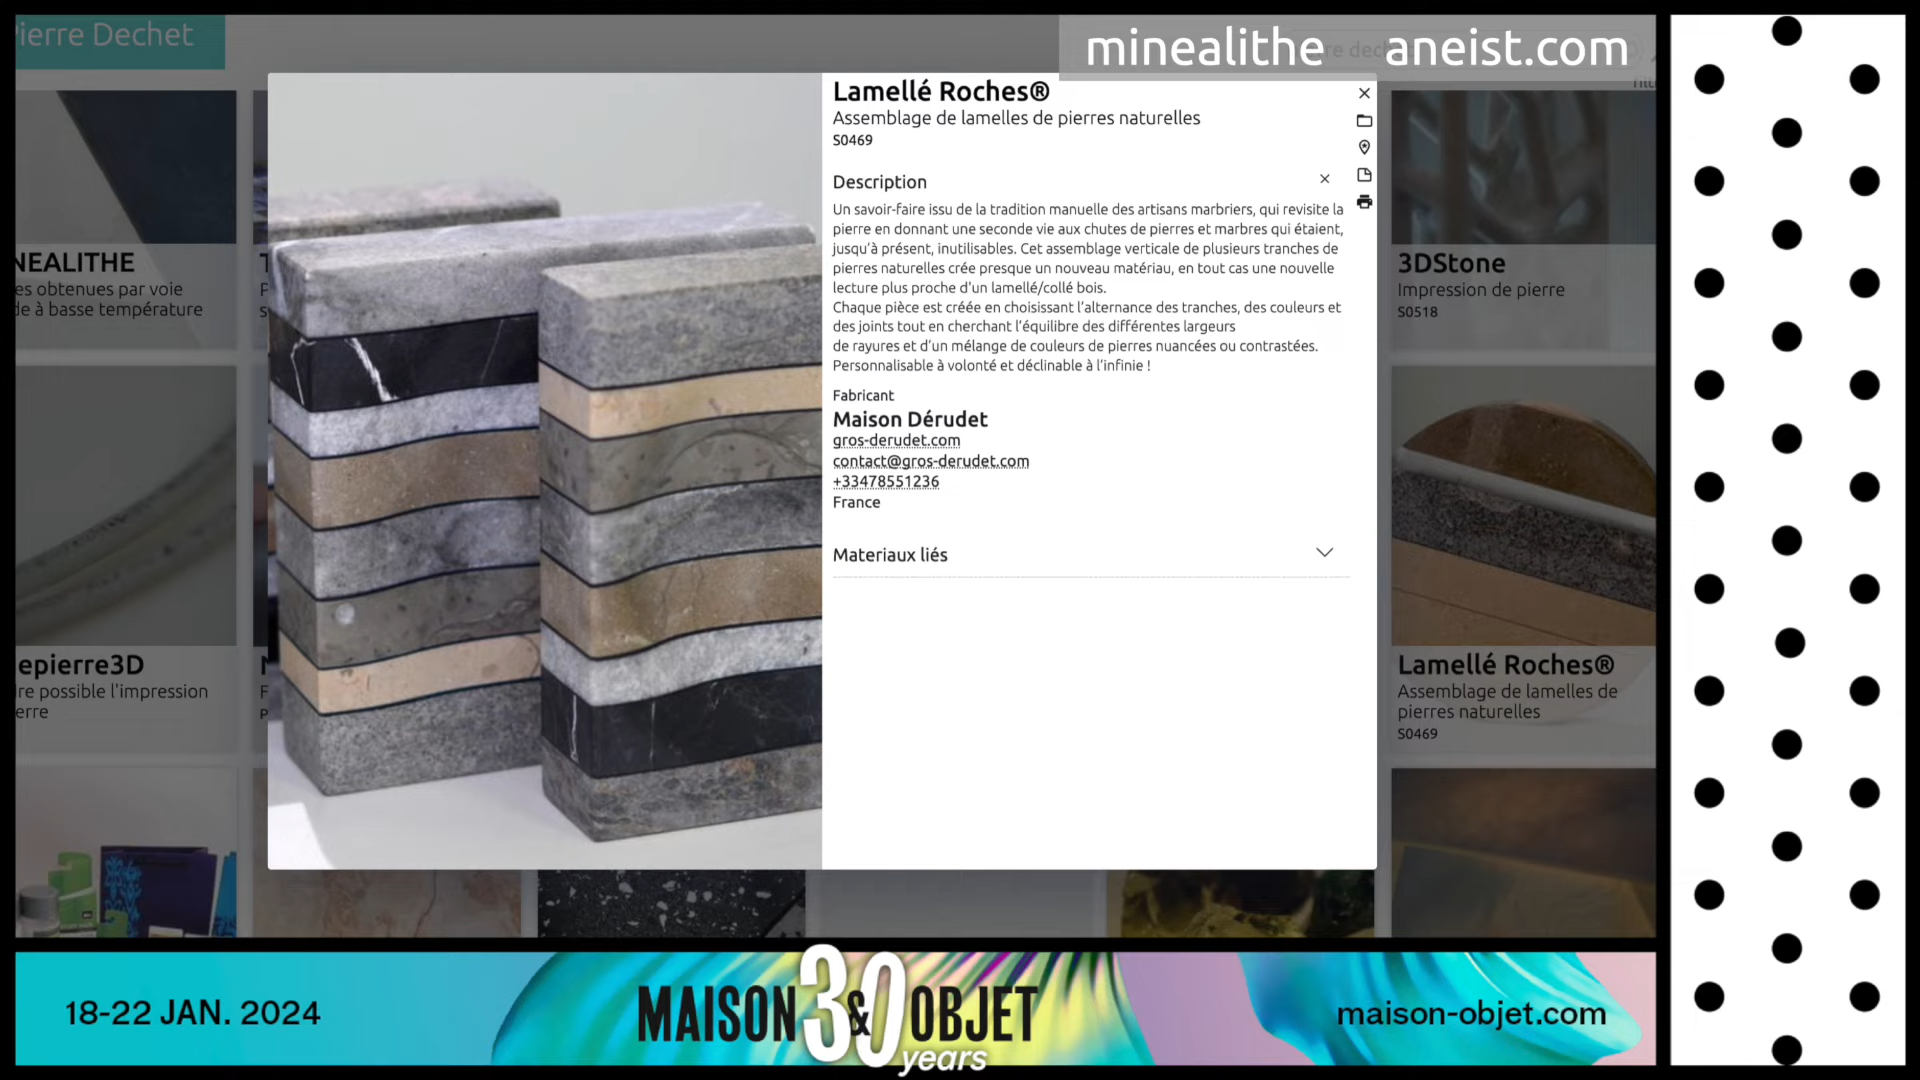 ierre Dechet
minealithe aneist.com
Lamellé Roches®
Assemblage de lamelles de pierres naturelles
S0469
Description
Un savoir-faire issu de la tradition manuelle des artisans marbriers, qui revisite la
pierre en donnant une seconde vie aux chutes de pierres et marbres qui étaient,
jusqu'à présent, inutilisables. Cet assemblage verticale de plusieurs tranches de
pierres naturelles crée presque un nouveau matériau, en tout cas une nouvelle
lecture plus proche d'un lamellé/collé bois.
Chaque pièce est créée en choisissant l'alternance des tranches, des couleurs et
des joints tout en cherchant l'équilibre des différentes largeurs
de rayures et d'un mélange de couleurs de pierres nuancées ou contrastées.
Personnalisable à volonté et déclinable à l'infinie !
Fabricant
Maison Dérudet
gros-derudet.com
contact@gros-derudet.com
+33478551236
France
Materiaux liés
NEALITHE
es obtenues par voie
de à basse température
epierre3D
ire possible l'impression
erre
3DStone
Impression de pierre
S0518
Lamellé Roches®
Assemblage de lamelles de
pierres naturelles
S0469
18-22 JAN. 2024
MAISON & OBJET
30
years
maison-objet.com